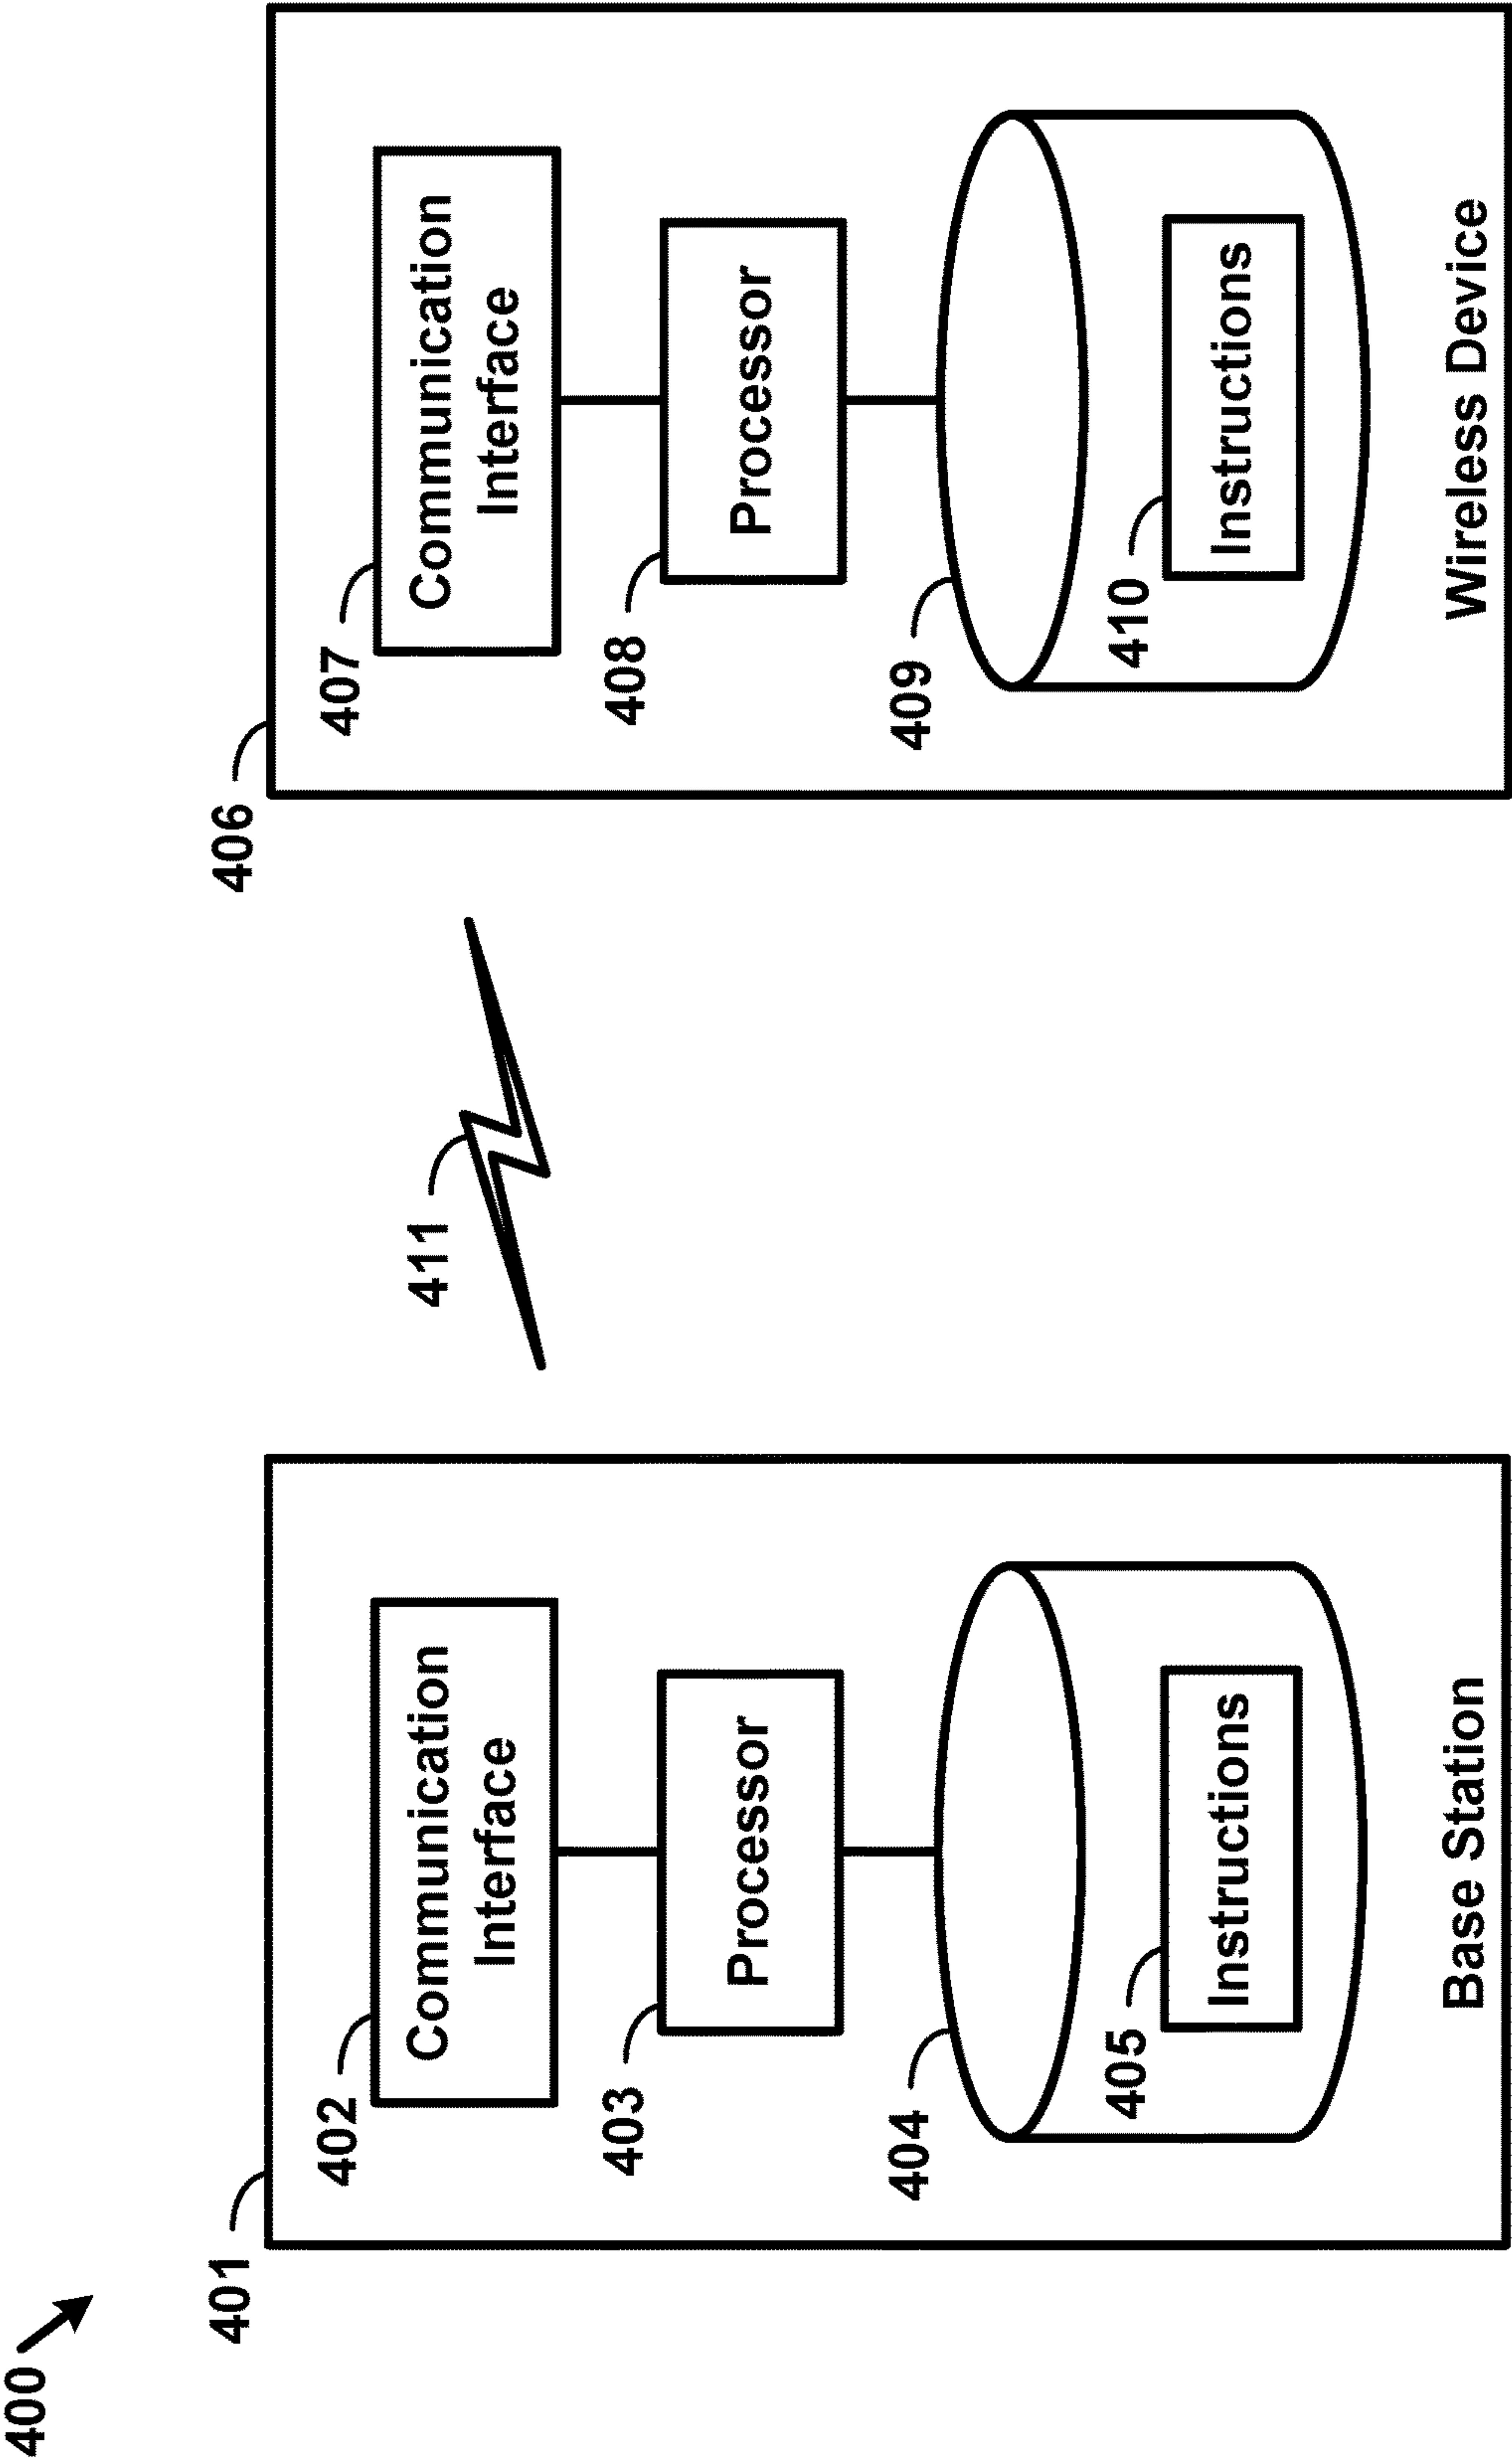 400
401
402
Communication
Interface
403
Processor
404
405
Instructions
Base Station
411
406
407
Communication
Interface
408
Processor
409
410
Instructions
Wireless Device